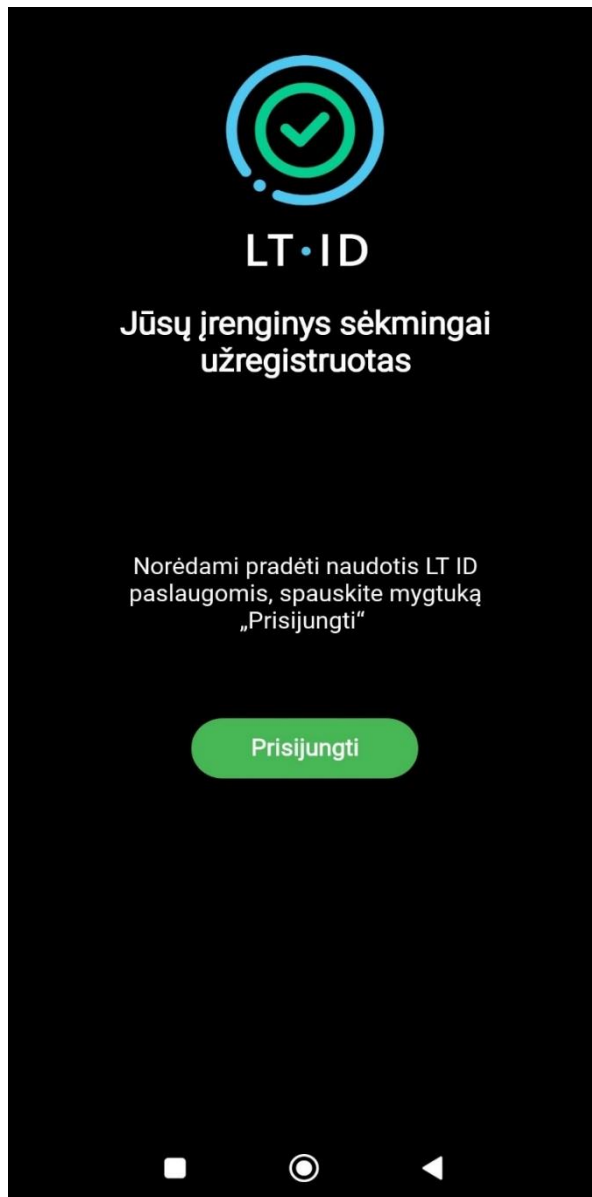 LT·ID
Jūsų įrenginys sėkmingai
užregistruotas
Norėdami pradėti naudotis LT ID
paslaugomis, spauskite mygtuką
„Prisijungti“
Prisijungti